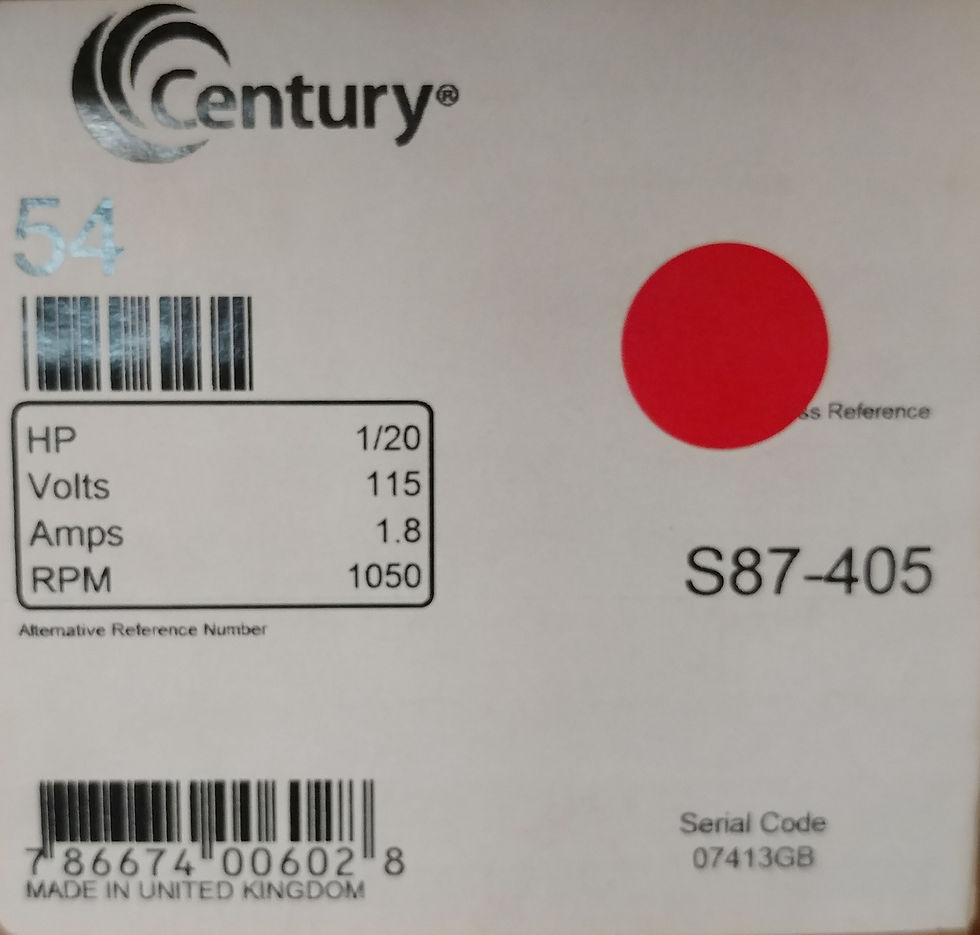 Century®
54
HP 1/20
Volts 115
Amps 1.8
RPM 1050
Reference
S87-405
Alternative Reference Number
7 86674 00602 8
MADE IN UNITED KINGDOM
Serial Code
07413GB